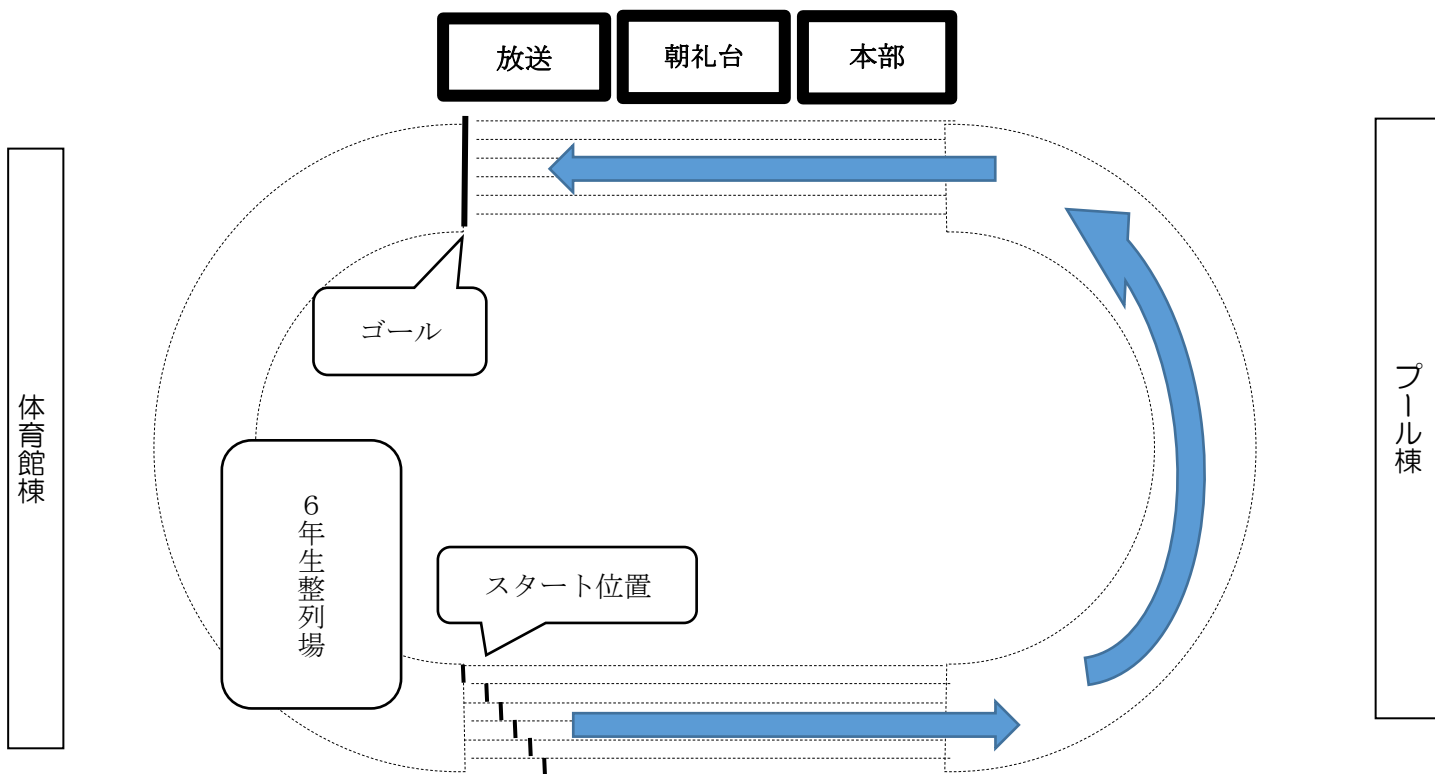 放送
朝礼台
本部
ゴール
体育館棟
プール棟
６年生整列場
スタート位置